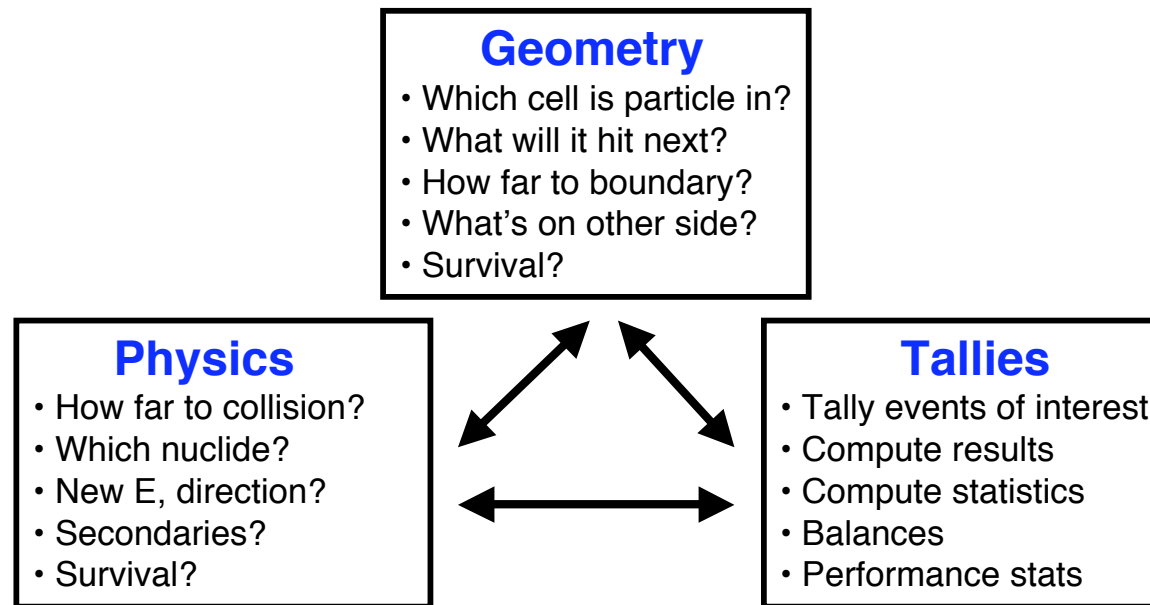 Geometry
• Which cell is particle in?
• What will it hit next?
• How far to boundary?
• What's on other side?
• Survival?
Physics
• How far to collision?
• Which nuclide?
• New E, direction?
• Secondaries?
• Survival?
Tallies
• Tally events of interest
• Compute results
• Compute statistics
• Balances
• Performance stats